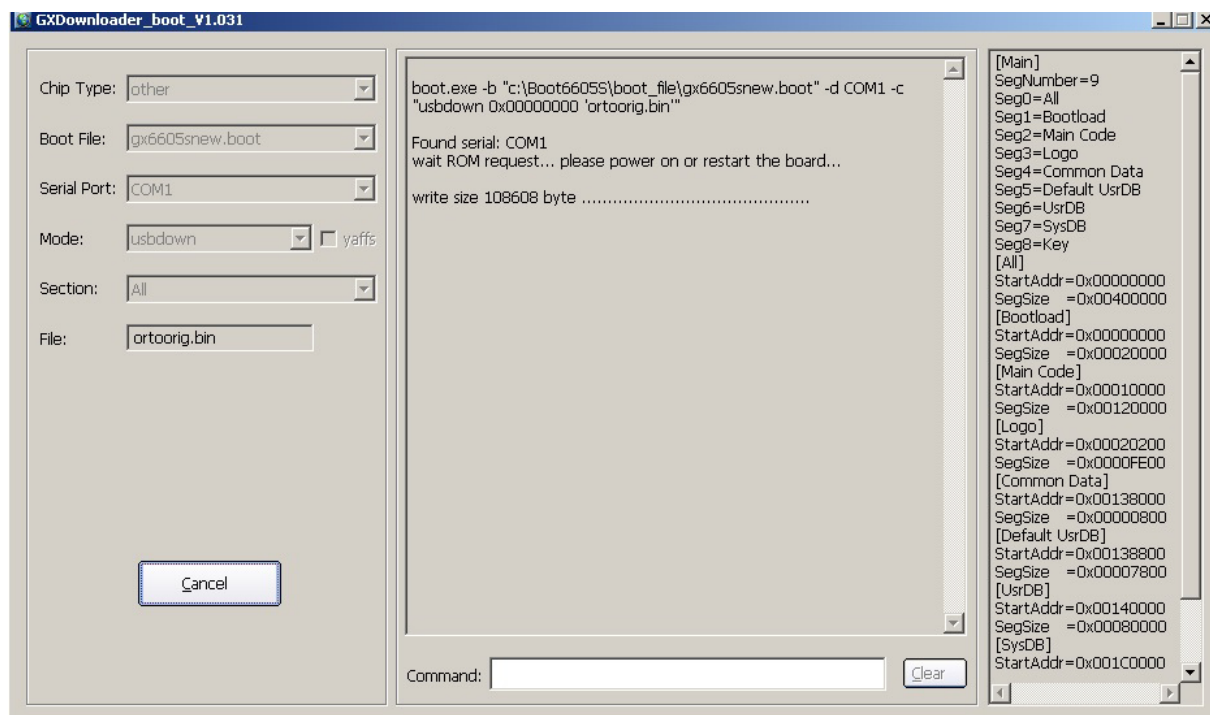 GXDownloader_boot_V1.031
Chip Type: other
Boot File: gx6605snew.boot
Serial Port: COM1
Mode: usbdown yaffs
Section: All
File: ortoorig.bin
Cancel
boot.exe -b "c:\Boot6605S\boot_file\gx6605snew.boot" -d COM1 -c
"usbdown 0x00000000 'ortoorig.bin'"
Found serial: COM1
wait ROM request... please power on or restart the board...
write size 108608 byte ............................................
Command:
Clear
[Main]
SegNumber=9
Seg0=All
Seg1=Bootload
Seg2=Main Code
Seg3=Logo
Seg4=Common Data
Seg5=Default UsrDB
Seg6=UsrDB
Seg7=SysDB
Seg8=Key
[All]
StartAddr=0x00000000
SegSize =0x00400000
[Bootload]
StartAddr=0x00000000
SegSize =0x00020000
[Main Code]
StartAddr=0x00010000
SegSize =0x00120000
[Logo]
StartAddr=0x00020200
SegSize =0x0000FE00
[Common Data]
StartAddr=0x00138000
SegSize =0x00000800
[Default UsrDB]
StartAddr=0x00138800
SegSize =0x00007800
[UsrDB]
StartAddr=0x00140000
SegSize =0x00080000
[SysDB]
StartAddr=0x001C0000